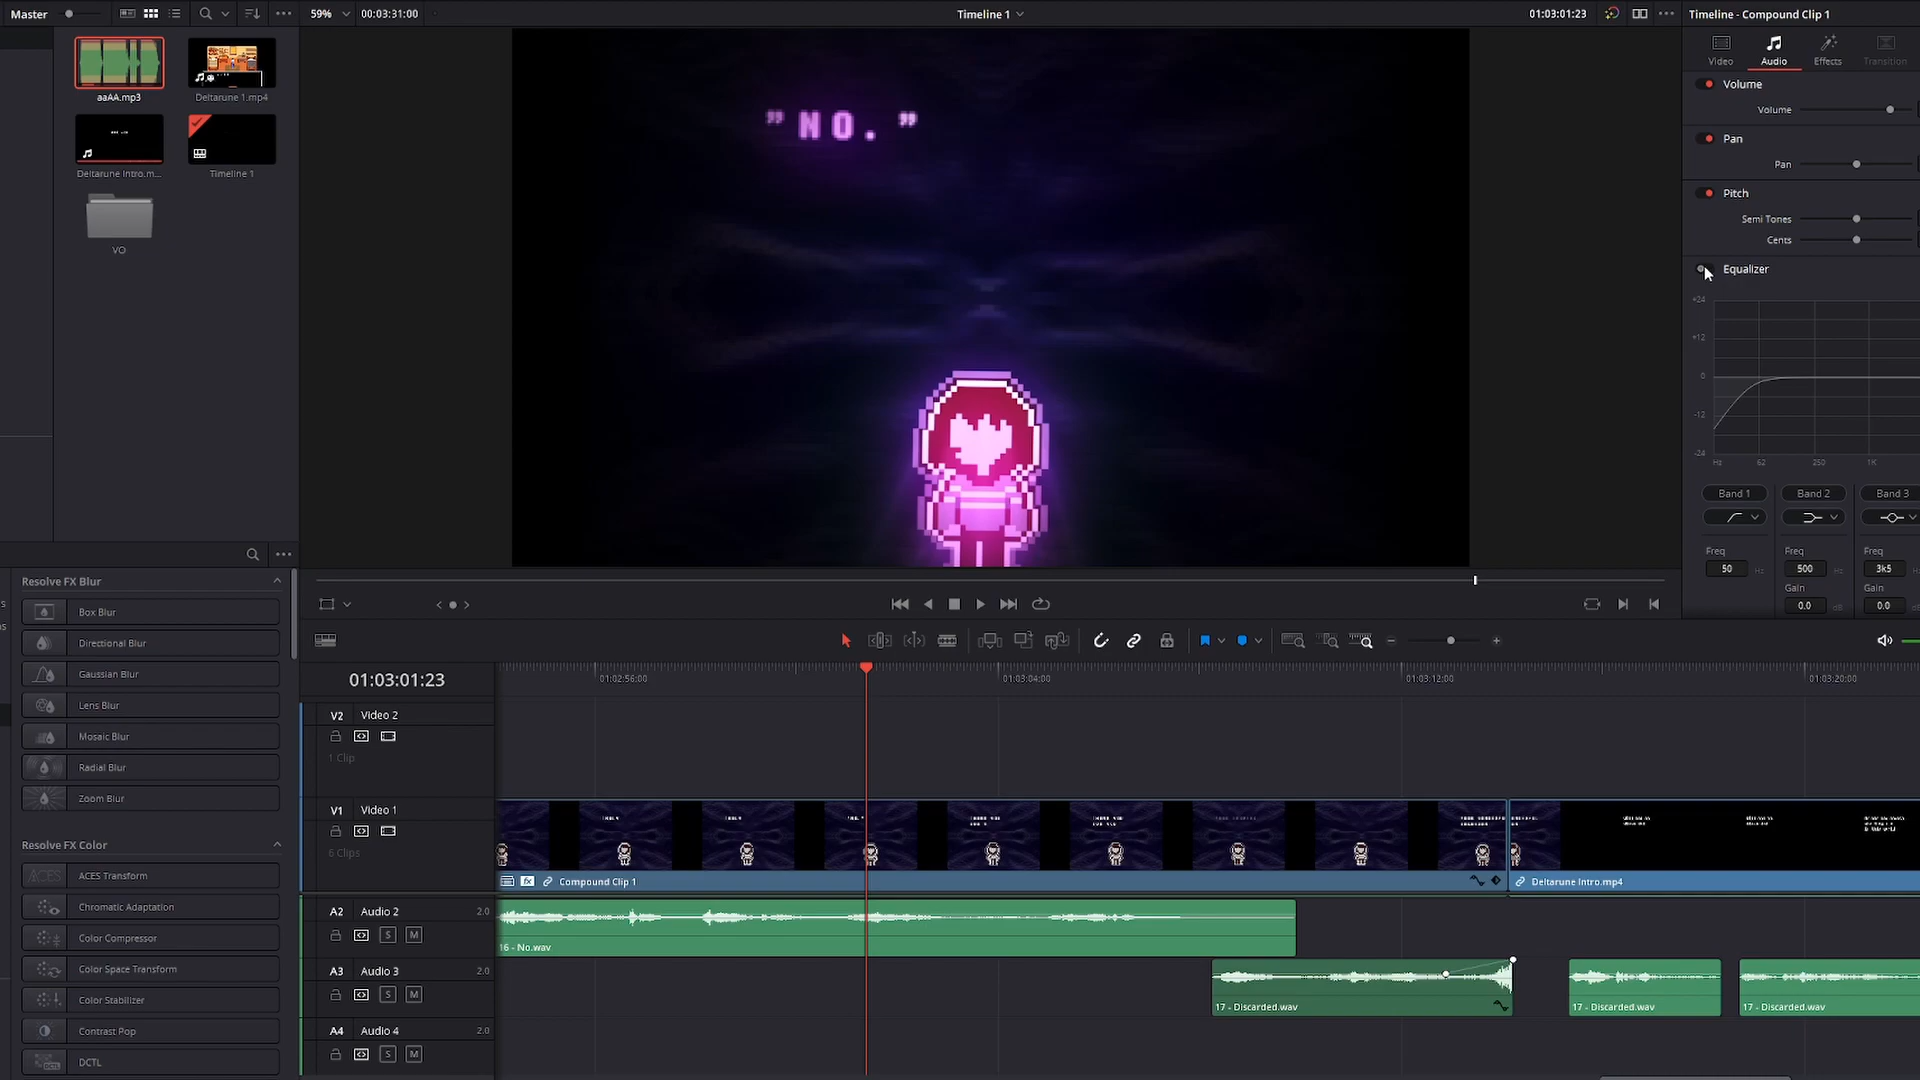 Master
59%
00:03:31:00
Timeline 1
01:03:01:23
Timeline - Compound Clip 1
aaAA.mp3
Deltarune 1.mp4
Deltarune Intro.m...
Timeline 1
VO
" NO. "
Video
Audio
Effects
Transition
Volume
Volume
Pan
Pan
Pitch
Semi Tones
Cents
Equalizer
+24
+12
0
-12
-24
Hz
62
250
1K
Band 1
Band 2
Band 3
Freq
Freq
Freq
50
Hz
500
Hz
3k5
Gain
Gain
0.0
dB
0.0
Resolve FX Blur
Box Blur
Directional Blur
Gaussian Blur
Lens Blur
Mosaic Blur
Radial Blur
Zoom Blur
Resolve FX Color
ACES Transform
Chromatic Adaptation
Color Compressor
Color Space Transform
Color Stabilizer
Contrast Pop
DCTL
01:03:01:23
01:02:56:00
01:03:04:00
01:03:12:00
01:03:20:00
V2
Video 2
1 Clip
V1
Video 1
6 Clips
Compound Clip 1
Deltarune Intro.mp4
A2
Audio 2
2.0
S
M
16 - No.wav
A3
Audio 3
2.0
S
M
17 - Discarded.wav
17 - Discarded.wav
17 - Discarded.wav
A4
Audio 4
2.0
S
M